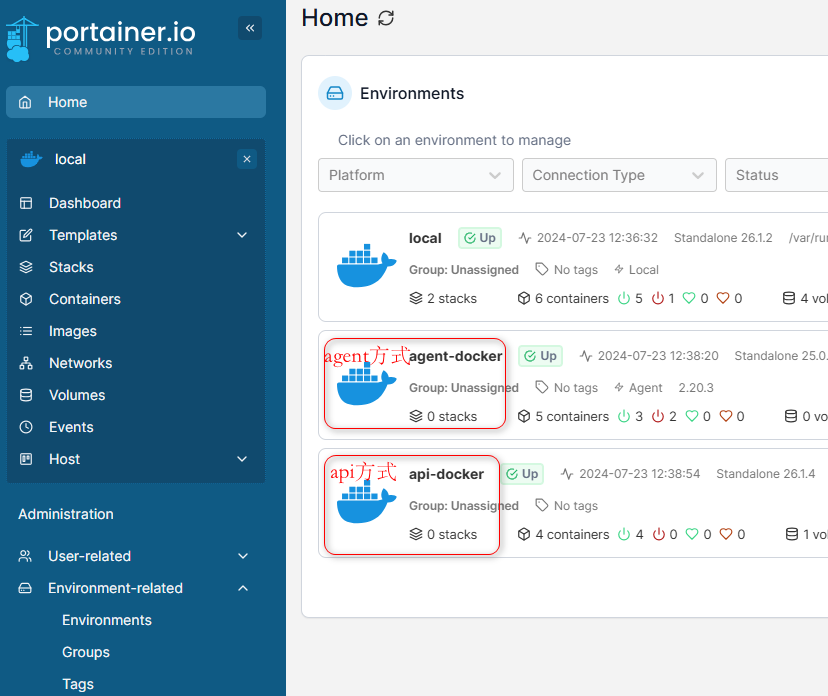 portainer.io
COMMUNITY EDITION
Home
local
Dashboard
Templates
Stacks
Containers
Images
Networks
Volumes
Events
Host
Administration
User-related
Environment-related
Environments
Groups
Tags
Home
Environments
Click on an environment to manage
Platform
Connection Type
Status
local Up 2024-07-23 12:36:32 Standalone 26.1.2 /var/run
Group: Unassigned No tags Local
2 stacks 6 containers 5 1 0 0 4 vol
agent方式
agent-docker Up 2024-07-23 12:38:20 Standalone 25.0.
Group: Unassigned No tags Agent 2.20.3
0 stacks 5 containers 3 2 0 0 0 vo
api方式
api-docker Up 2024-07-23 12:38:54 Standalone 26.1.4
Group: Unassigned No tags
0 stacks 4 containers 4 0 0 0 1 vol